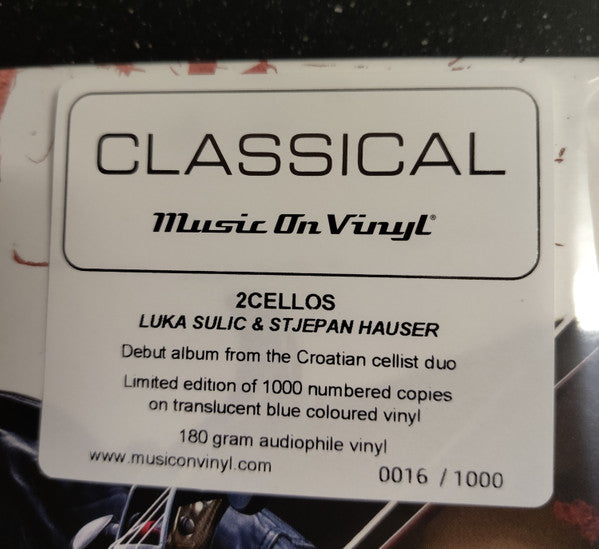 CLASSICAL
Music On Vinyl®
2CELLOS
LUKA SULIC & STJEPAN HAUSER
Debut album from the Croatian cellist duo
Limited edition of 1000 numbered copies
on translucent blue coloured vinyl
180 gram audiophile vinyl
www.musiconvinyl.com
0016 / 1000